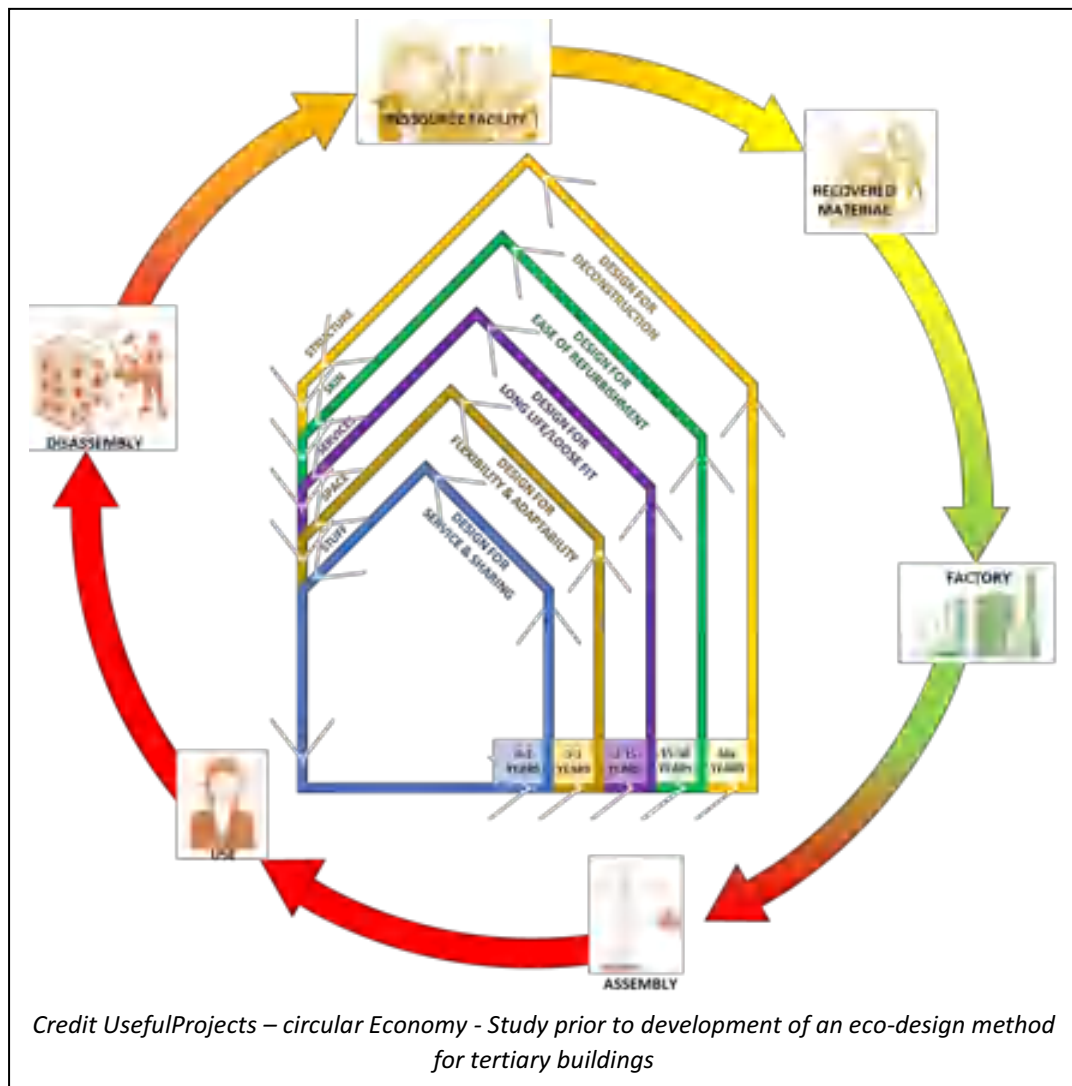 FACILITY
RECOVERED
MATERIAL
FACTORY
ASSEMBLY
USE
DISASSEMBLY
STRUCTURE
SKIN
SERVICES
SPACE
STUFF
DESIGN FOR
DECONSTRUCTION
DESIGN FOR
EASE OF REFURBISHMENT
DESIGN FOR
LONG LIFE/LOOSE FIT
DESIGN FOR
FLEXIBILITY & ADAPTABILITY
DESIGN FOR
SERVICE & SHARING
YEARS
YEARS
YEARS
YEARS
YEARS
Credit UsefulProjects – circular Economy - Study prior to development of an eco-design method
for tertiary buildings